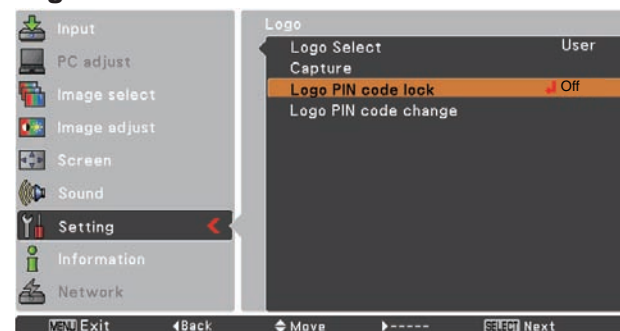 Input
PC adjust
Image select
Image adjust
Screen
Sound
Setting
Information
Network
Logo
Logo Select User
Capture
Logo PIN code lock Off
Logo PIN code change
MENU Exit Back Move ----- SELECT Next